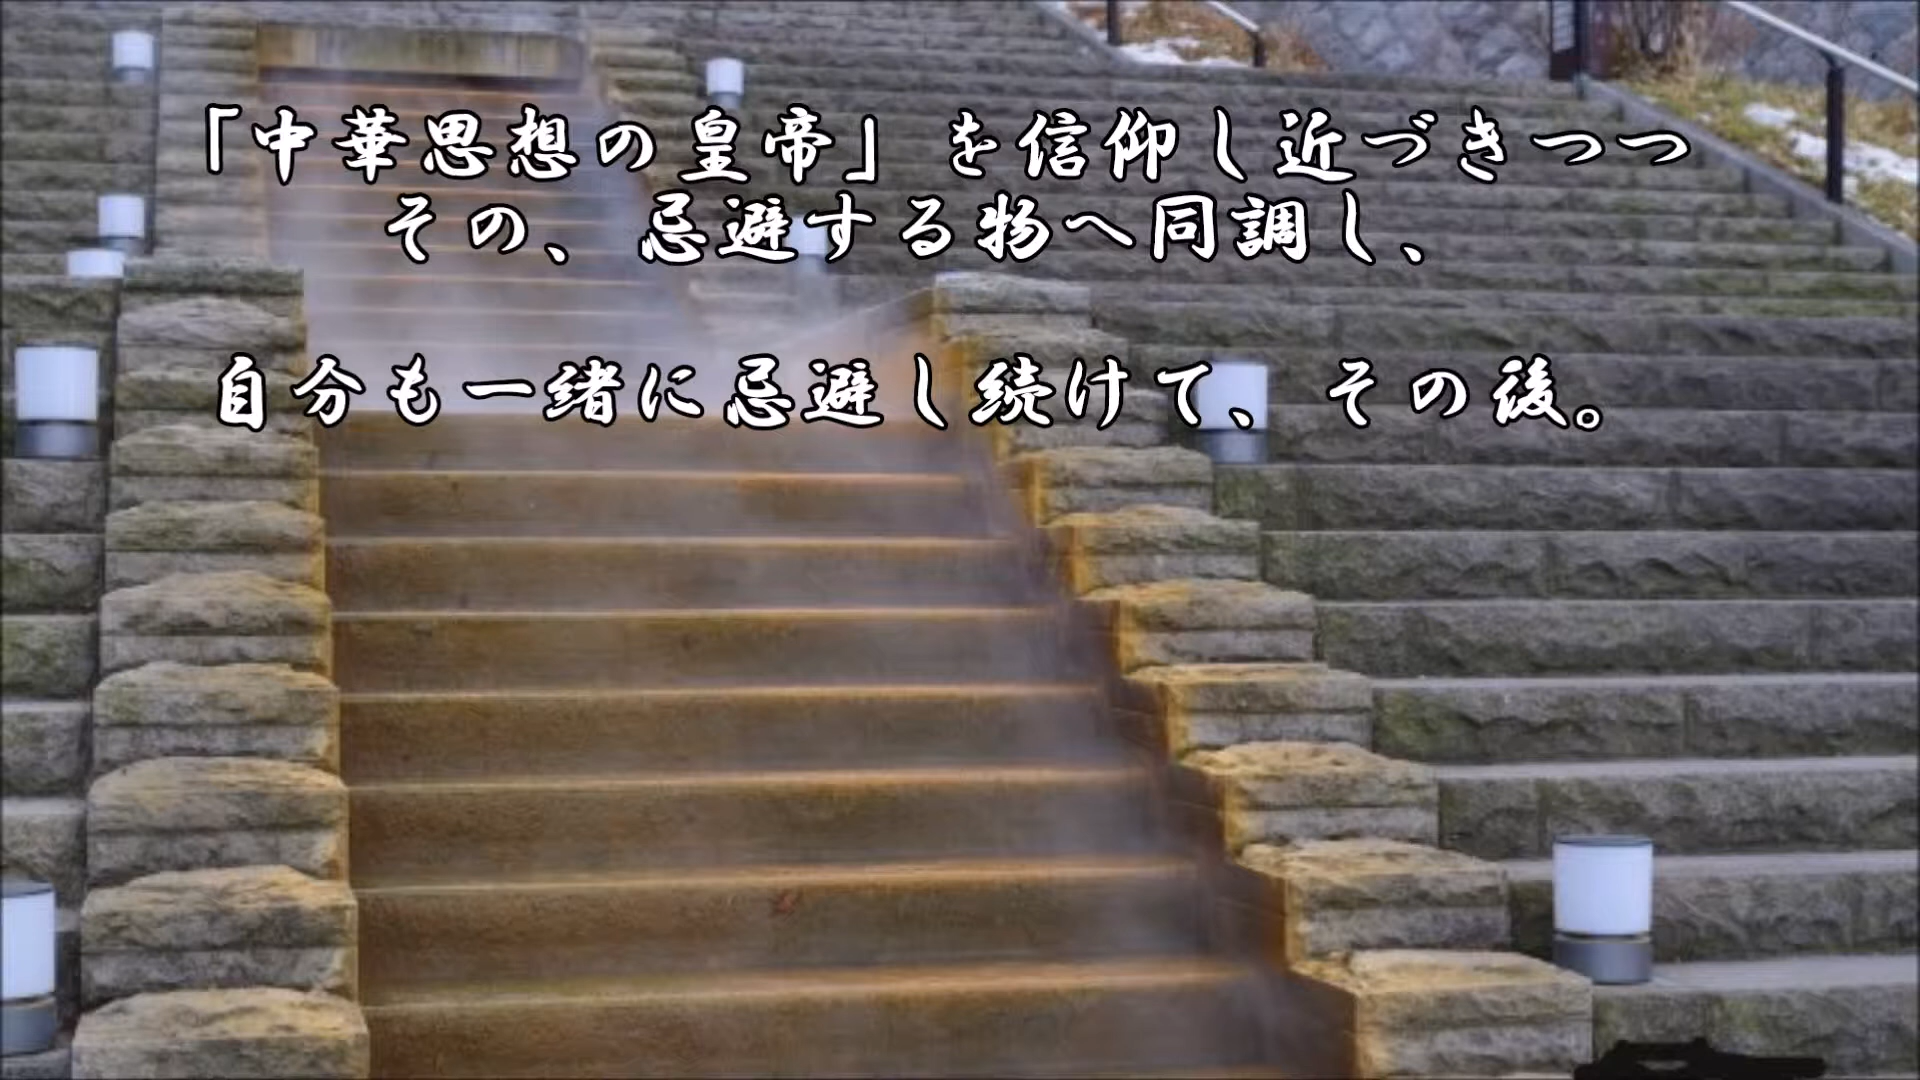 「中華思想の皇帝」を信仰し近づきつつ
その、忌避する物へ同調し、
自分も一緒に忌避し続けて、その後。